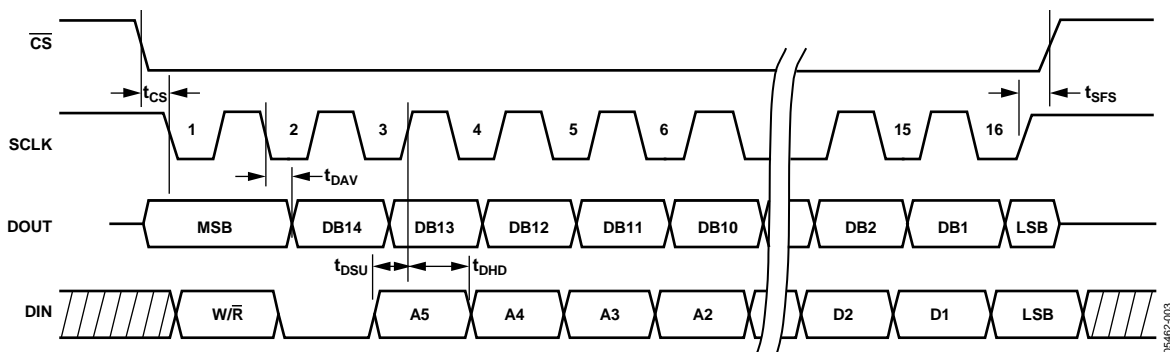 CS
tCS
tSFS
SCLK
1 2 3 4 5 6 15 16
tDAV
DOUT
MSB DB14 DB13 DB12 DB11 DB10 DB2 DB1 LSB
tDSU tDHD
DIN
W/R A5 A4 A3 A2 D2 D1 LSB
05462-003